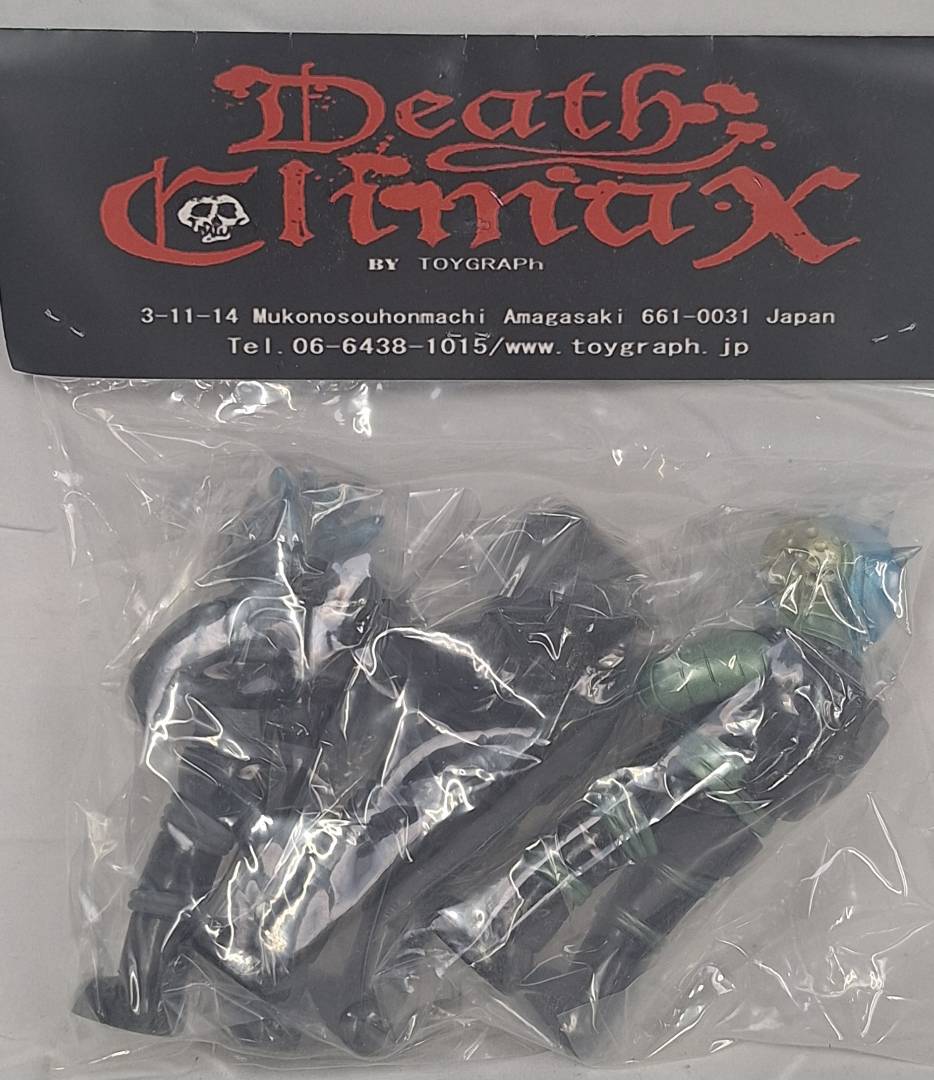 Death
Climax
BY TOYGRAPh
3-11-14 Mukonosouhonmachi Amagasaki 661-0031 Japan
Tel. 06-6438-1015/www. toygraph. jp